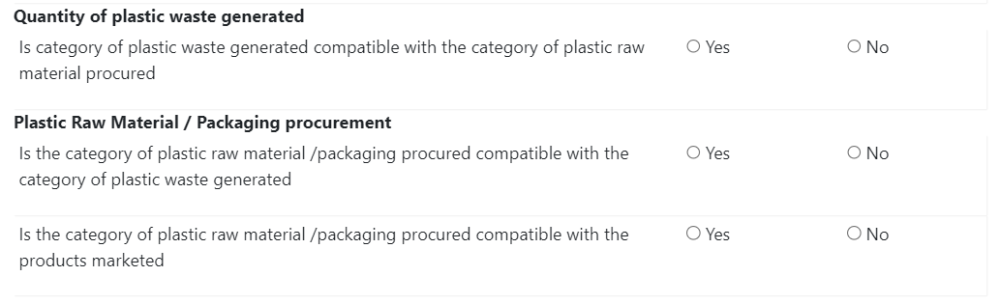 Quantity of plastic waste generated
Is category of plastic waste generated compatible with the category of plastic raw Yes No
material procured
Plastic Raw Material / Packaging procurement
Is the category of plastic raw material /packaging procured compatible with the Yes No
category of plastic waste generated
Is the category of plastic raw material /packaging procured compatible with the Yes No
products marketed